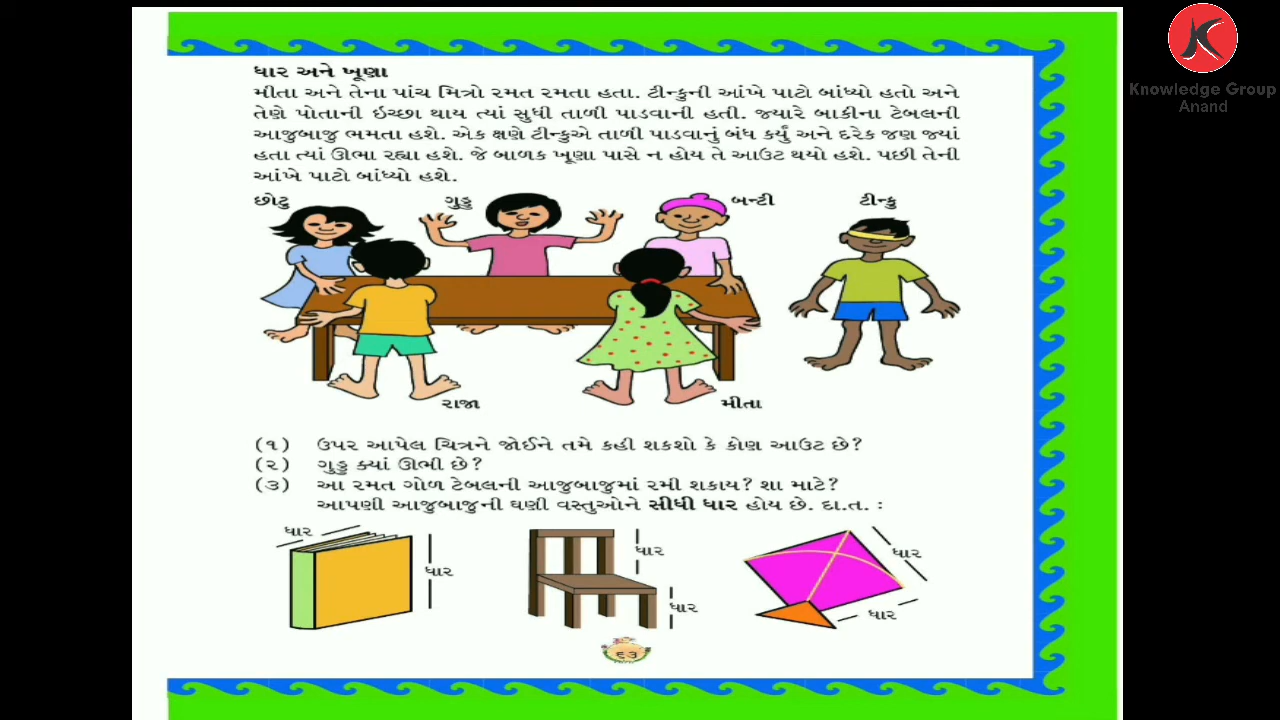 Knowledge Group
Anand
ધાર અને ખૂણા
મીતા અને તેના પાંચ મિત્રો રમત રમતા હતા. ટીન્કુની આંખે પાટો બાંધ્યો હતો અને
તેણે પોતાની ઇચ્છા થાય ત્યાં સુધી તાળી પાડવાની હતી. જ્યારે બાકીના ટેબલની
આજુબાજુ ભમતા હશે. એક ક્ષણે ટીન્કુએ તાળી પાડવાનું બંધ કર્યું અને દરેક જણ જ્યાં
હતા ત્યાં ઊભા રહ્યા હશે. જે બાળક ખૂણા પાસે ન હોય તે આઉટ થયો હશે. પછી તેની
આંખે પાટો બાંધ્યો હશે.
છોટુ ગુડ્ડુ બન્ટી ટીન્કુ
રાજા મીતા
(૧) ઉપર આપેલ ચિત્રને જોઈને તમે કહી શકશો કે કોણ આઉટ છે?
(૨) ગુડ્ડુ ક્યાં ઊભી છે?
(૩) આ રમત ગોળ ટેબલની આજુબાજુમાં રમી શકાય? શા માટે?
આપણી આજુબાજુની ઘણી વસ્તુઓને સીધી ધાર હોય છે. દા.ત. :
ધાર
ધાર
ધાર
ધાર
ધાર
ધાર
૬૩